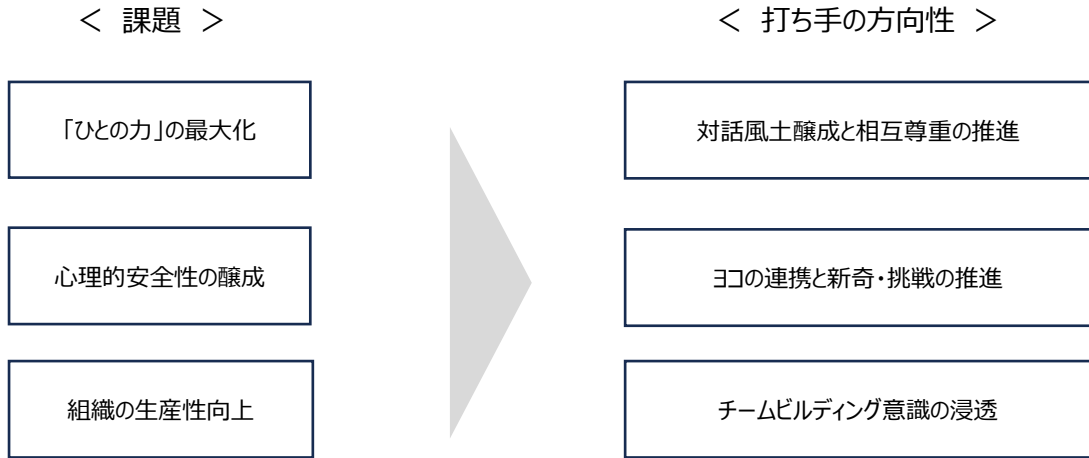 ＜ 課題 ＞
＜ 打ち手の方向性 ＞
「ひとの力」の最大化
対話風土醸成と相互尊重の推進
心理的安全性の醸成
ヨコの連携と新奇・挑戦の推進
組織の生産性向上
チームビルディング意識の浸透